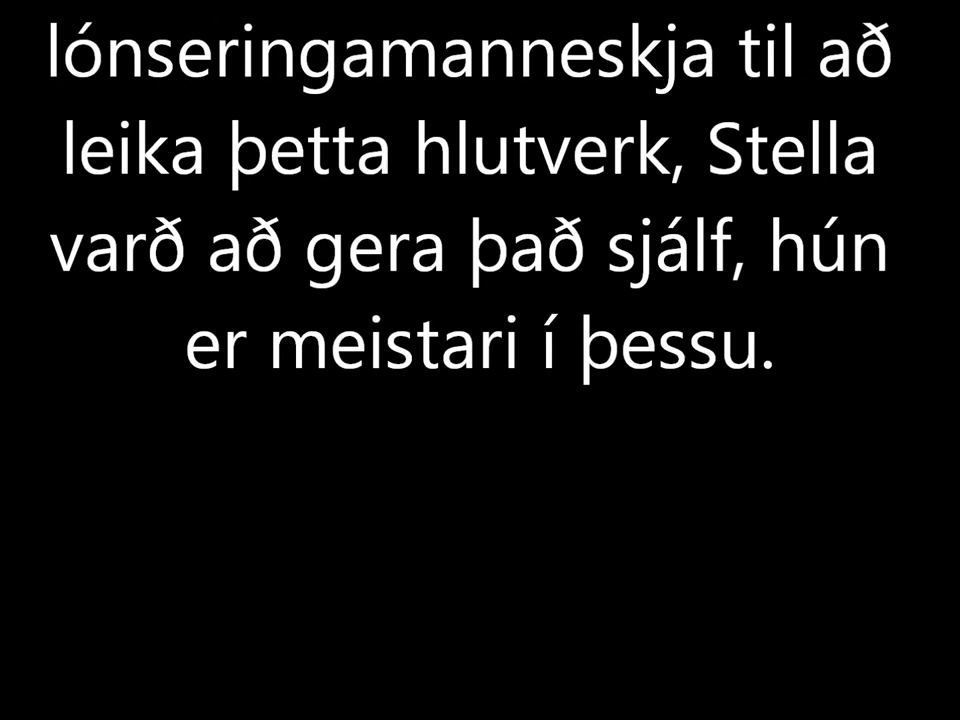 lónseringamanneskja til að
leika þetta hlutverk, Stella
varð að gera það sjálf, hún
er meistari í þessu.